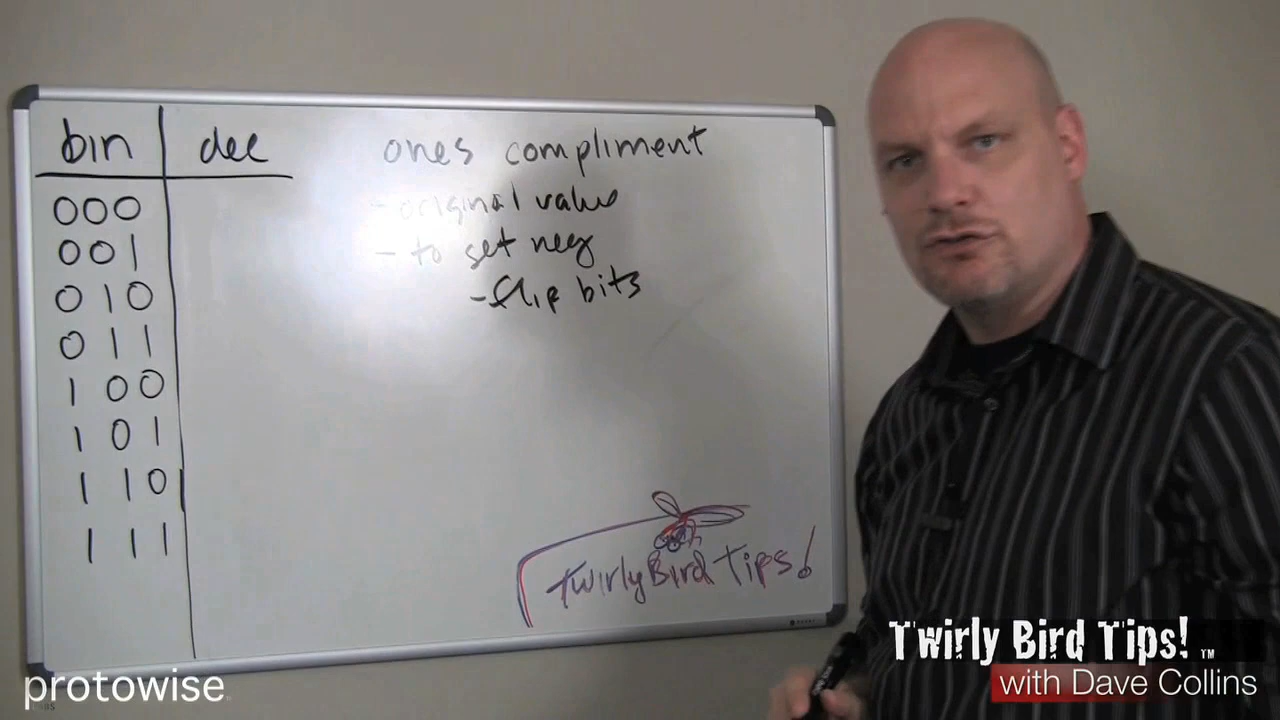 bin dec
000
001
010
011
100
101
110
111
ones compliment
- original value
- to set neg
- flip bits
Twirly Bird Tips!
Twirly Bird Tips! TM
with Dave Collins
protowise